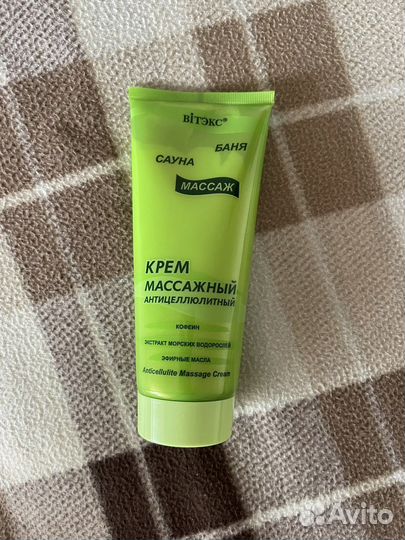 вiтэкс®
БАНЯ
САУНА
МАССАЖ
КРЕМ
МАССАЖНЫЙ
АНТИЦЕЛЛЮЛИТНЫЙ
КОФЕИН
ЭКСТРАКТ МОРСКИХ ВОДОРОСЛЕЙ
ЭФИРНЫЕ МАСЛА
Anticellulite Massage Cream
Avito